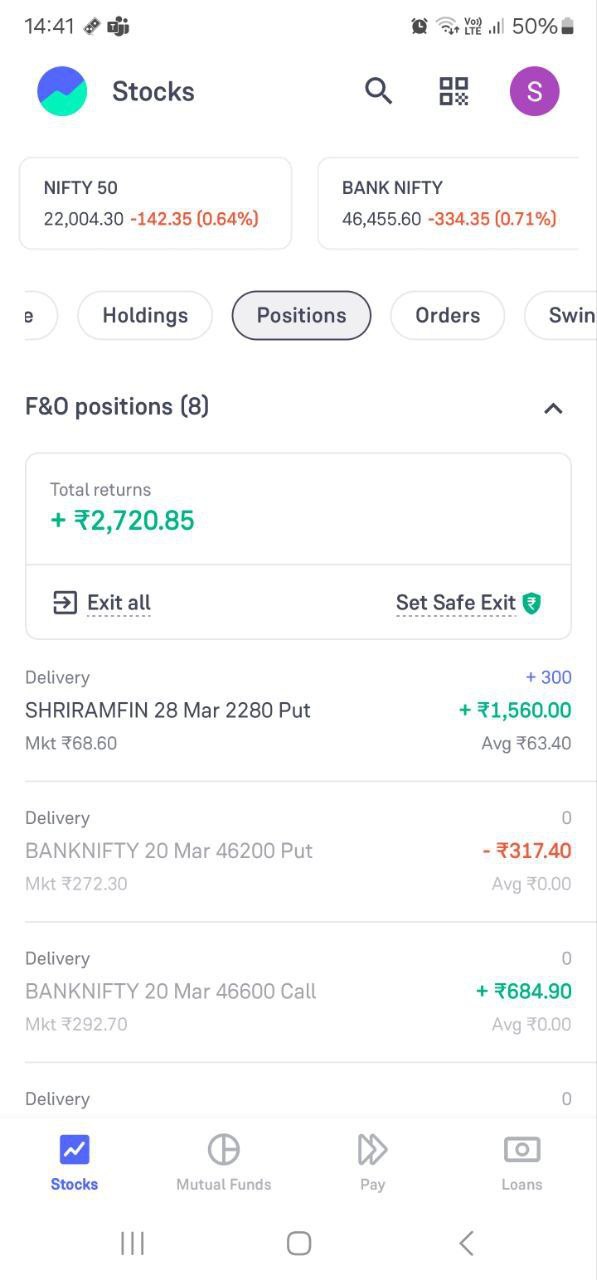 14:41 Vo)) LTE 50%
Stocks S
NIFTY 50
22,004.30 -142.35 (0.64%)
BANK NIFTY
46,455.60 -334.35 (0.71%)
e Holdings Positions Orders Swin
F&O positions (8)
Total returns
+ ₹2,720.85
Exit all Set Safe Exit ₹
Delivery + 300
SHRIRAMFIN 28 Mar 2280 Put + ₹1,560.00
Mkt ₹68.60 Avg ₹63.40
Delivery 0
BANKNIFTY 20 Mar 46200 Put - ₹317.40
Mkt ₹272.30 Avg ₹0.00
Delivery 0
BANKNIFTY 20 Mar 46600 Call + ₹684.90
Mkt ₹292.70 Avg ₹0.00
Delivery 0
Stocks Mutual Funds Pay Loans